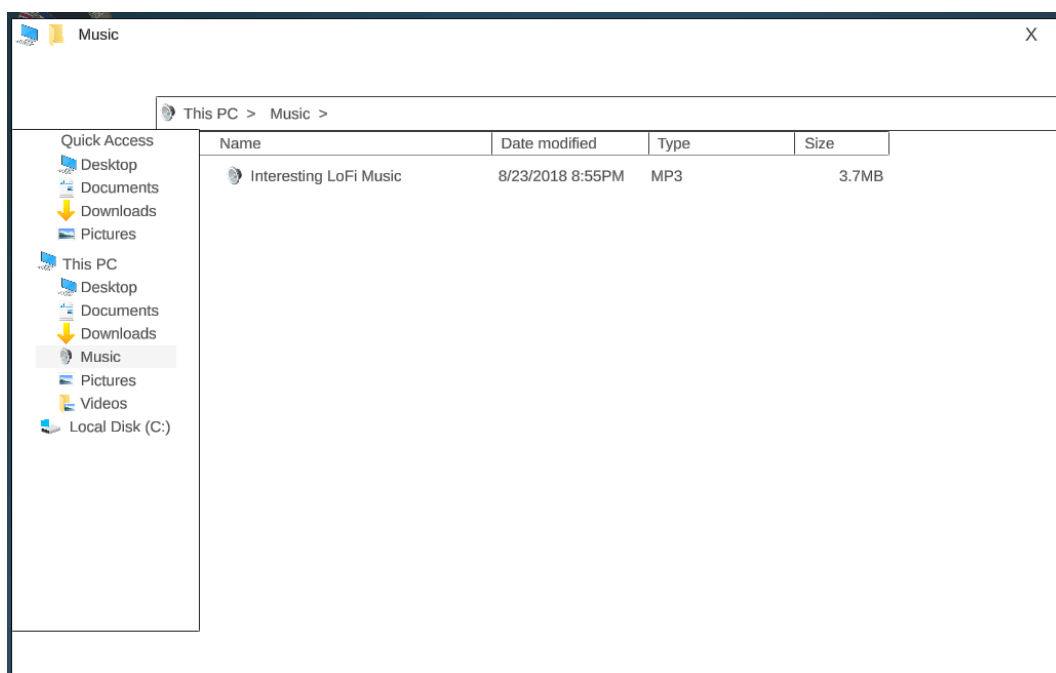 Music X
This PC > Music >
Quick Access
Desktop
Documents
Downloads
Pictures
This PC
Desktop
Documents
Downloads
Music
Pictures
Videos
Local Disk (C:)
Name Date modified Type Size
Interesting LoFi Music 8/23/2018 8:55PM MP3 3.7MB